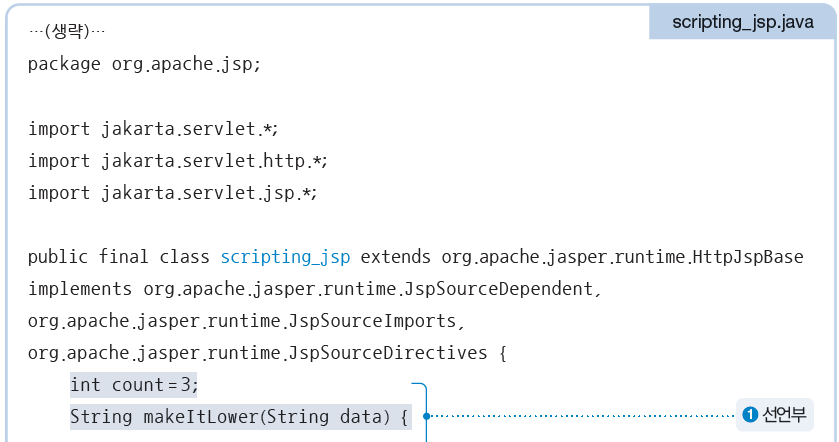 scripting_jsp.java
…(생략)…
package org.apache.jsp;
import jakarta.servlet.*;
import jakarta.servlet.http.*;
import jakarta.servlet.jsp.*;
public final class scripting_jsp extends org.apache.jasper.runtime.HttpJspBase
implements org.apache.jasper.runtime.JspSourceDependent,
org.apache.jasper.runtime.JspSourceImports,
org.apache.jasper.runtime.JspSourceDirectives {
int count=3;
String makeItLower(String data) {
❶ 선언부